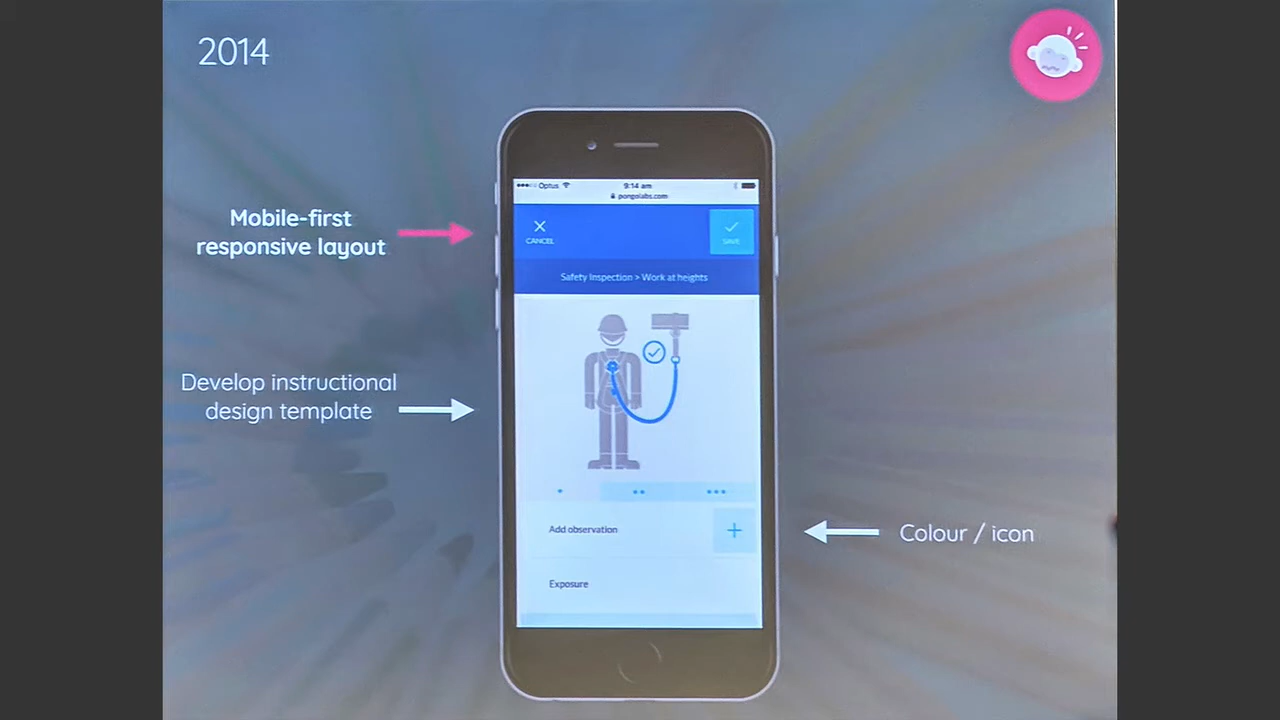 2014
Mobile-first
responsive layout
Develop instructional
design template
Colour / icon
Optus
9:14 am
pongolabs.com
CANCEL
SAVE
Safety Inspection > Work at heights
Add observation
Exposure